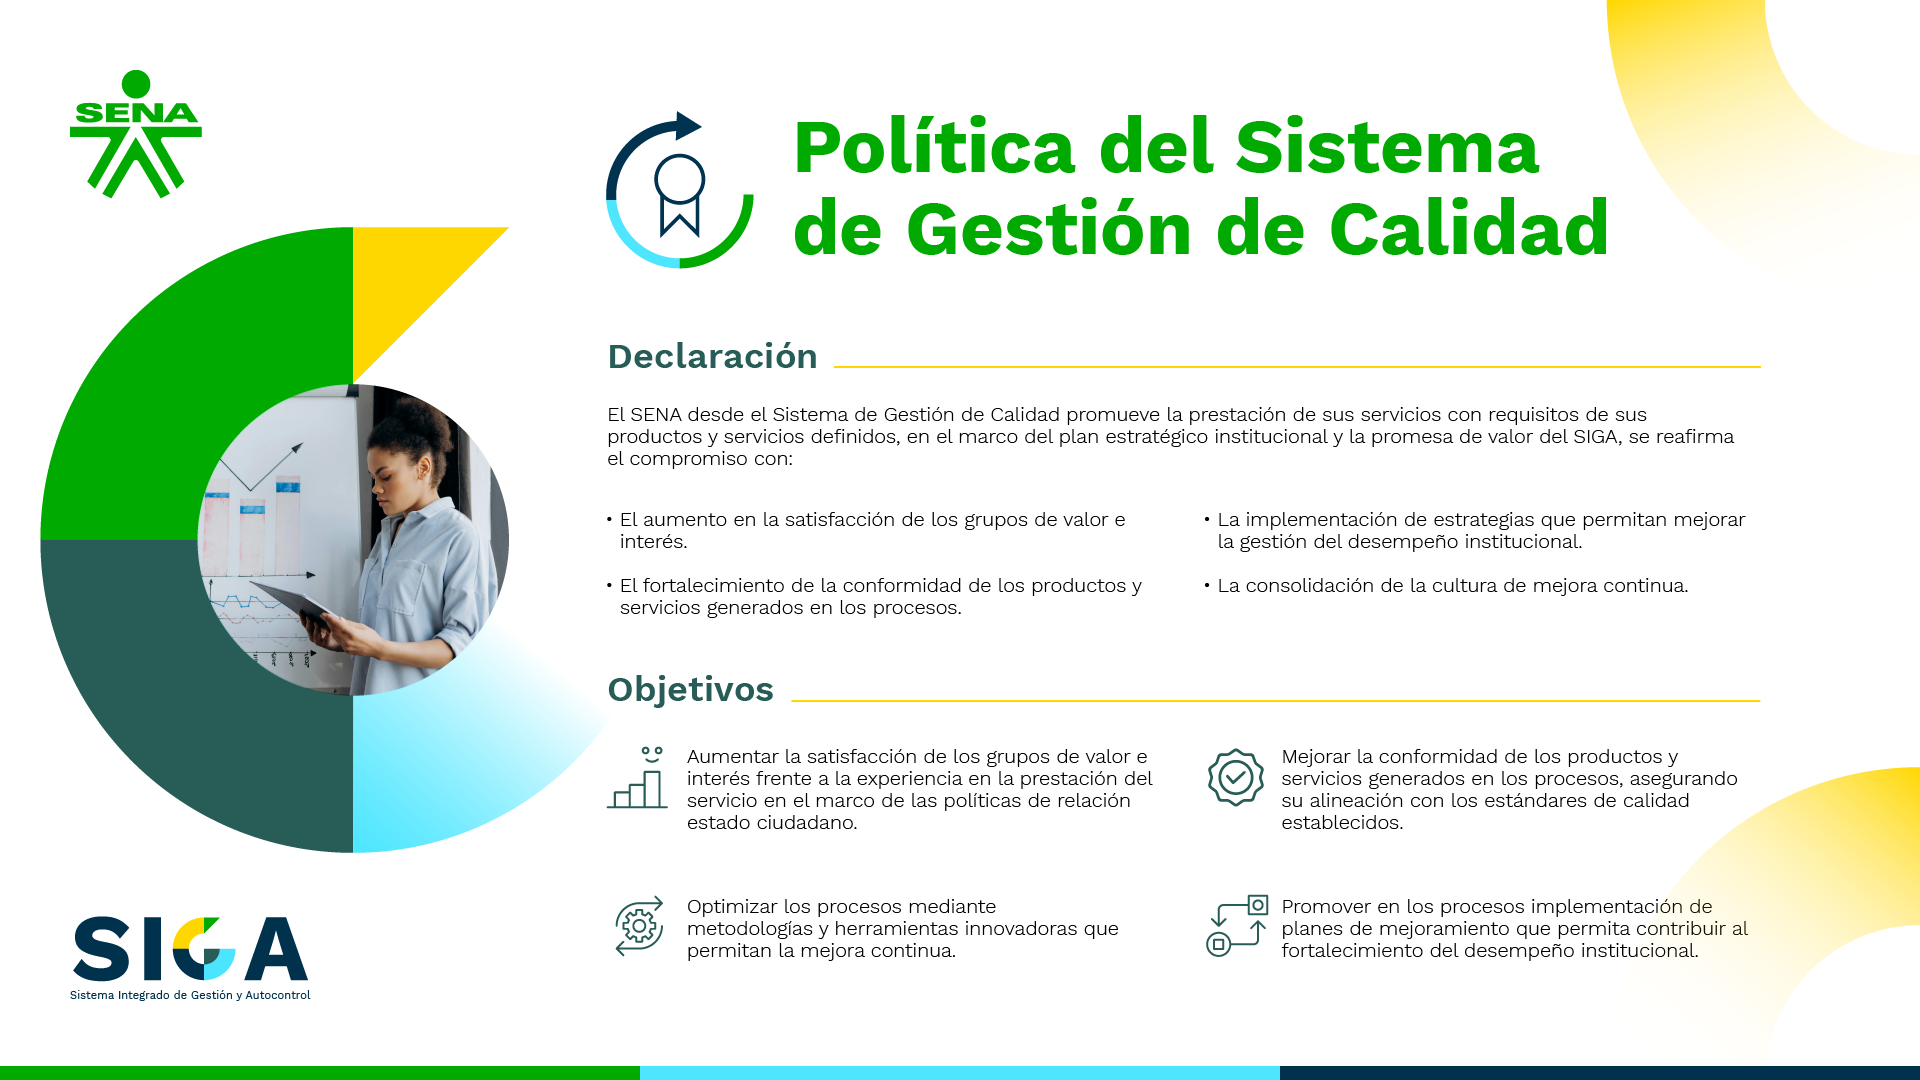 SENA
Política del Sistema
de Gestión de Calidad
Declaración
El SENA desde el Sistema de Gestión de Calidad promueve la prestación de sus servicios con requisitos de sus
productos y servicios definidos, en el marco del plan estratégico institucional y la promesa de valor del SIGA, se reafirma
el compromiso con:
• El aumento en la satisfacción de los grupos de valor e
interés.
• El fortalecimiento de la conformidad de los productos y
servicios generados en los procesos.
• La implementación de estrategias que permitan mejorar
la gestión del desempeño institucional.
• La consolidación de la cultura de mejora continua.
Objetivos
Aumentar la satisfacción de los grupos de valor e
interés frente a la experiencia en la prestación del
servicio en el marco de las políticas de relación
estado ciudadano.
Mejorar la conformidad de los productos y
servicios generados en los procesos, asegurando
su alineación con los estándares de calidad
establecidos.
Optimizar los procesos mediante
metodologías y herramientas innovadoras que
permitan la mejora continua.
Promover en los procesos implementación de
planes de mejoramiento que permita contribuir al
fortalecimiento del desempeño institucional.
SIGA
Sistema Integrado de Gestión y Autocontrol